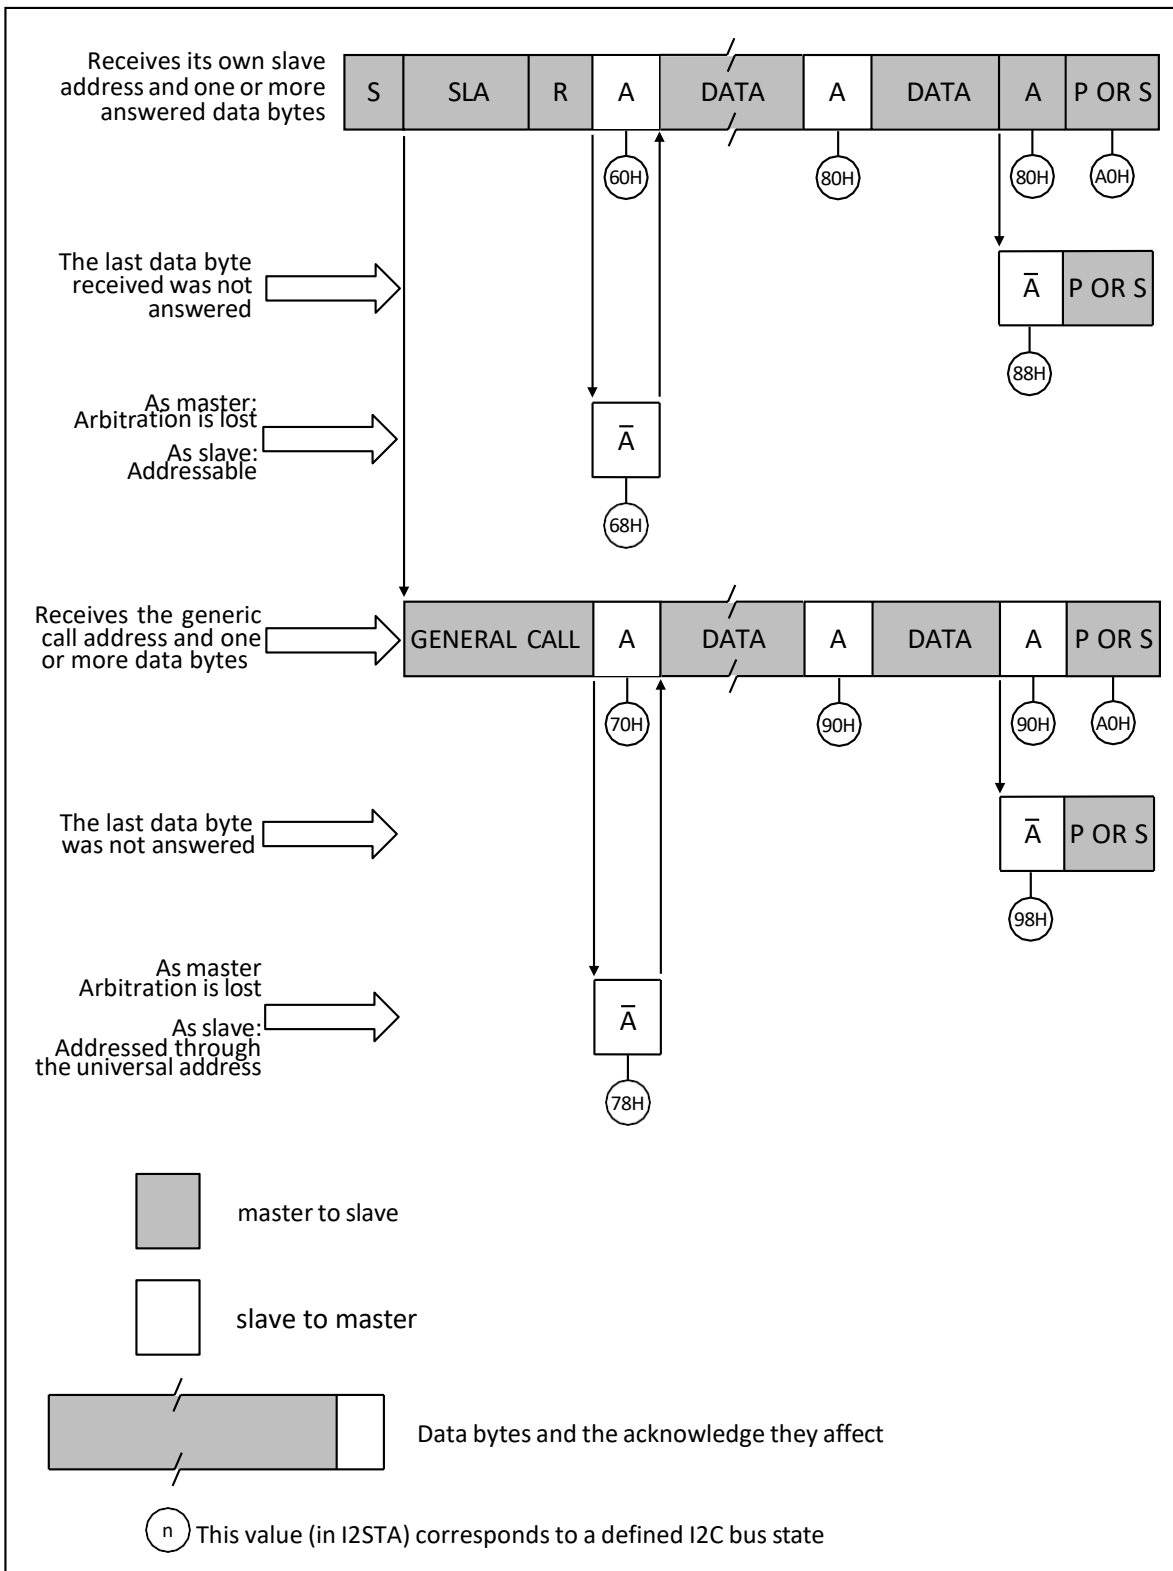 Receives its own slave
address and one or more
answered data bytes
S SLA R A DATA A DATA A P OR S
60H 80H 80H A0H
The last data byte
received was not
answered
Ā P OR S
88H
As master:
Arbitration is lost
As slave:
Addressable
Ā
68H
Receives the generic
call address and one
or more data bytes
GENERAL CALL A DATA A DATA A P OR S
70H 90H 90H A0H
The last data byte
was not answered
Ā P OR S
98H
As master
Arbitration is lost
As slave:
Addressed through
the universal address
Ā
78H
master to slave
slave to master
Data bytes and the acknowledge they affect
n This value (in I2STA) corresponds to a defined I2C bus state